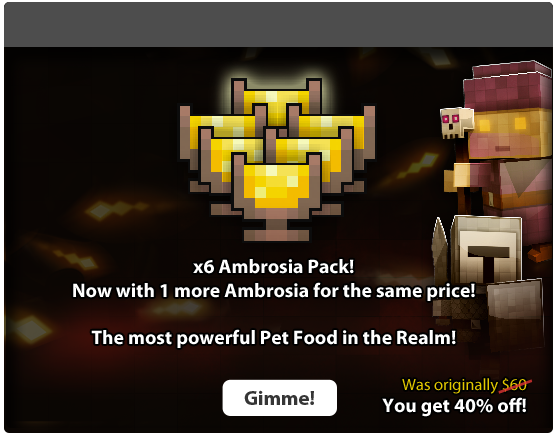 x6 Ambrosia Pack!
Now with 1 more Ambrosia for the same price!
The most powerful Pet Food in the Realm!
Gimme!
Was originally $60
You get 40% off!